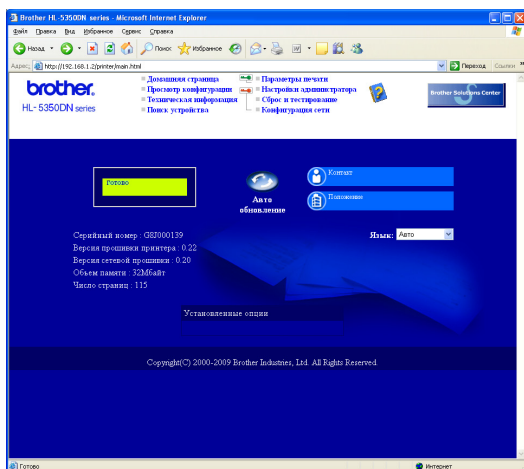 Brother HL-5350DN series - Microsoft Internet Explorer
Файл Правка Вид Избранное Сервис Справка
Назад Поиск Избранное
Адрес: http://192.168.1.2/printer/main.html Переход Ссылки »
brother.
HL-5350DN series
Домашняя страница
Просмотр конфигурации
Техническая информация
Поиск устройства
Параметры печати
Настройки администратора
Сброс и тестирование
Конфигурация сети
Brother Solutions Center
Готово
Авто
обновление
Контакт
Положение
Серийный номер : G8J000139
Версия прошивки принтера : 0.22
Версия сетевой прошивки : 0.20
Объем памяти : 32Мбайт
Число страниц : 115
Язык: Авто
Установленные опции
Copyright(C) 2000-2009 Brother Industries, Ltd. All Rights Reserved.
Готово Интернет